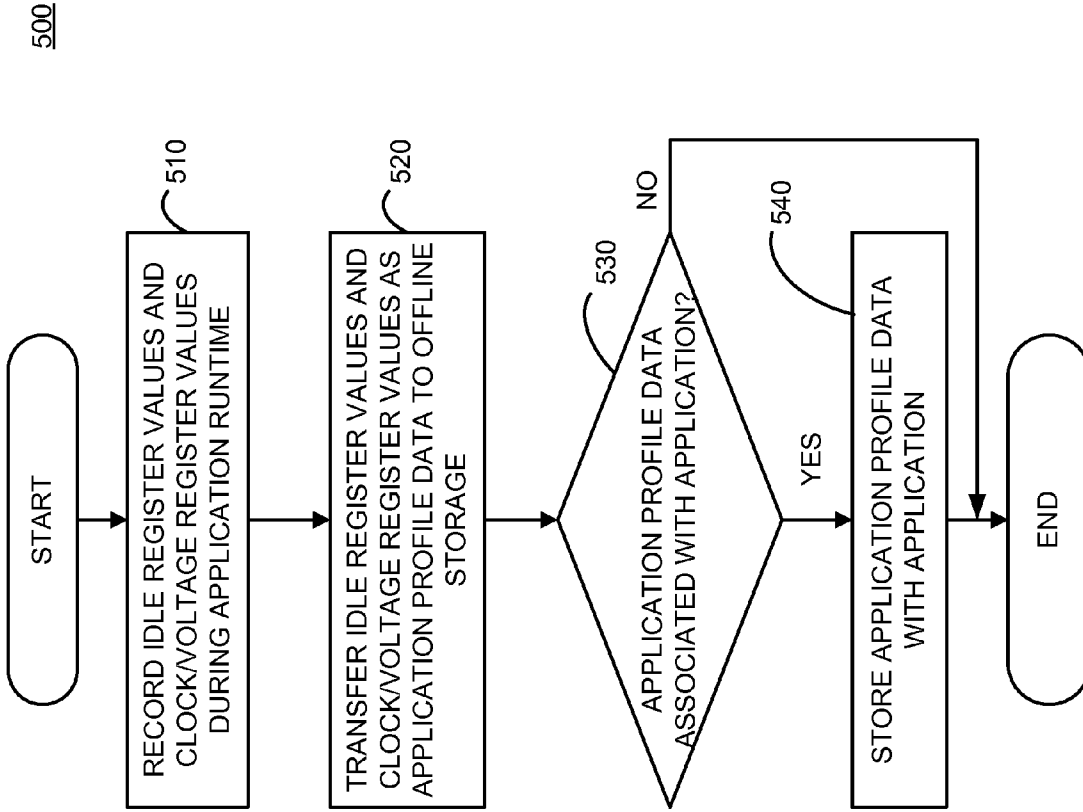 500
START
RECORD IDLE REGISTER VALUES AND
CLOCK/VOLTAGE REGISTER VALUES
DURING APPLICATION RUNTIME
510
TRANSFER IDLE REGISTER VALUES AND
CLOCK/VOLTAGE REGISTER VALUES AS
APPLICATION PROFILE DATA TO OFFLINE
STORAGE
520
APPLICATION PROFILE DATA
ASSOCIATED WITH APPLICATION?
530
NO
YES
STORE APPLICATION PROFILE DATA
WITH APPLICATION
540
END